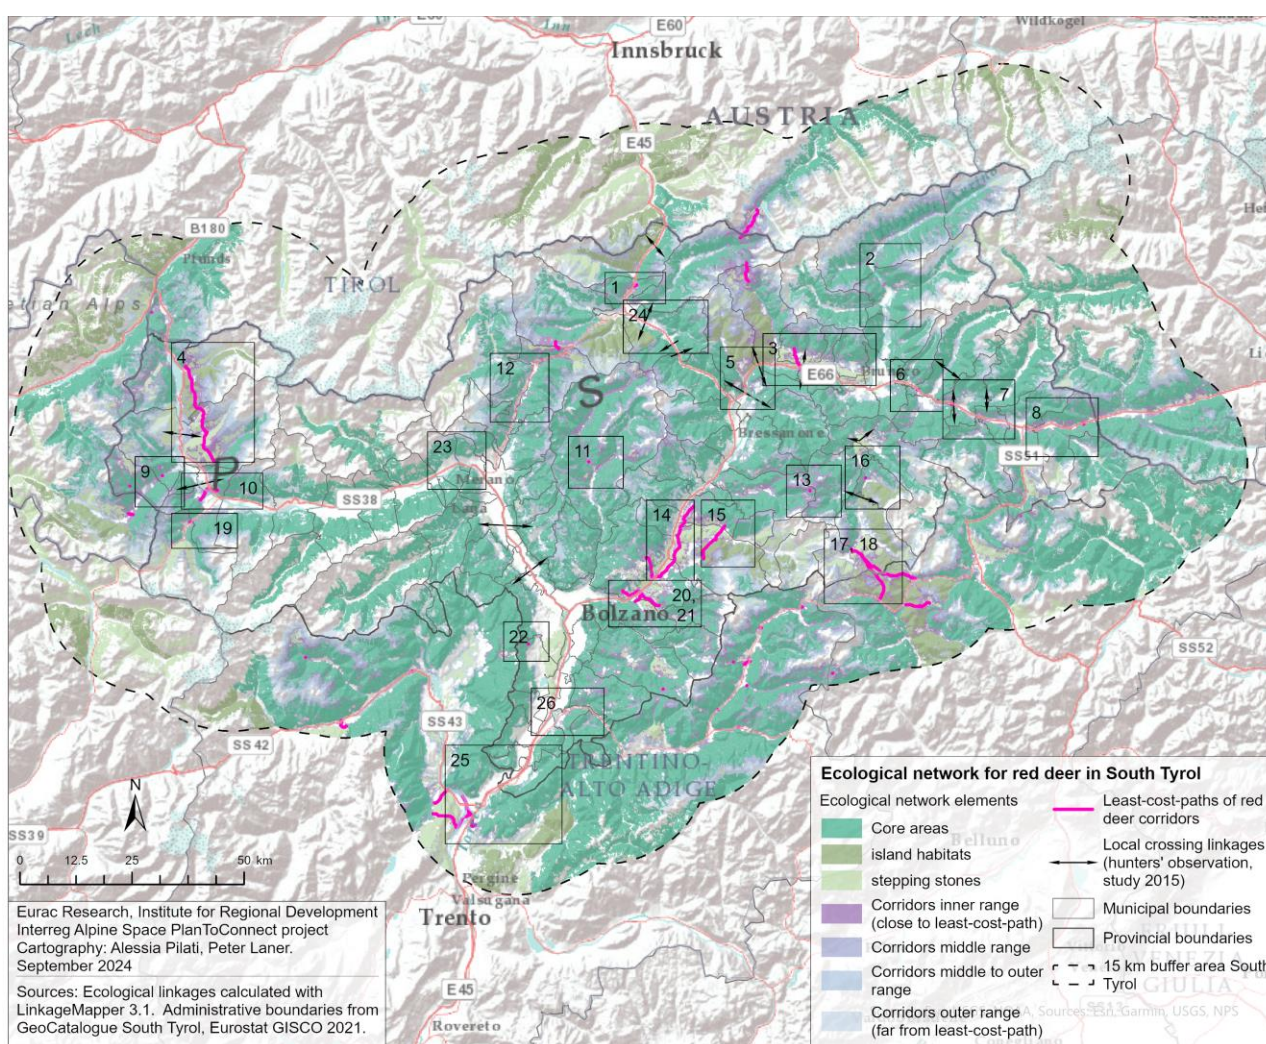 Lech
E60
Inn
E60
Innsbruck
Wildkogel
AUSTRIA
E45
B180
Pfunds
TIROL
1
2
24
4
12
5
3
E66
6
7
8
S
Bressanone
SS51
23
11
Merano
Lana
9
P
10
SS38
13
16
19
14
15
17, 18
Bolzano
20,
21
22
SS52
26
SS43
SS42
25
TRENTINO-
ALTO ADIGE
N
SS39
0 12.5 25 50 km
Pergine
Valsugana
Trento
E45
Rovereto
Eurac Research, Institute for Regional Development
Interreg Alpine Space PlanToConnect project
Cartography: Alessia Pilati, Peter Laner.
September 2024
Sources: Ecological linkages calculated with
LinkageMapper 3.1. Administrative boundaries from
GeoCatalogue South Tyrol, Eurostat GISCO 2021.
Ecological network for red deer in South Tyrol
Ecological network elements
Core areas
island habitats
stepping stones
Corridors inner range
(close to least-cost-path)
Corridors middle range
Corridors middle to outer
range
Corridors outer range
(far from least-cost-path)
Least-cost-paths of red
deer corridors
Local crossing linkages
(hunters' observation,
study 2015)
Municipal boundaries
Provincial boundaries
15 km buffer area South
Tyrol
Belluno
VENEZIA
GIULIA
Sources: Esri, Garmin, USGS, NPS